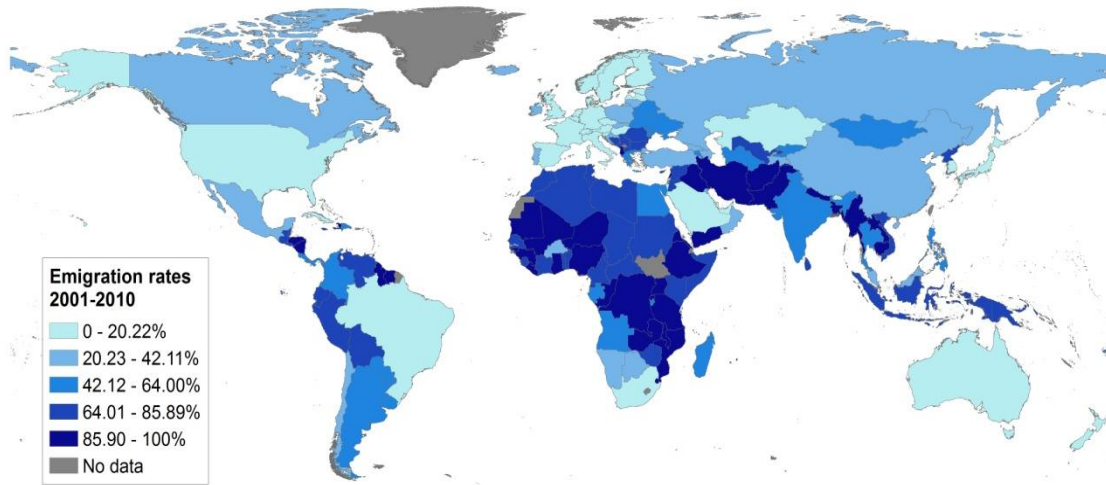 Emigration rates
2001-2010
0 - 20.22%
20.23 - 42.11%
42.12 - 64.00%
64.01 - 85.89%
85.90 - 100%
No data